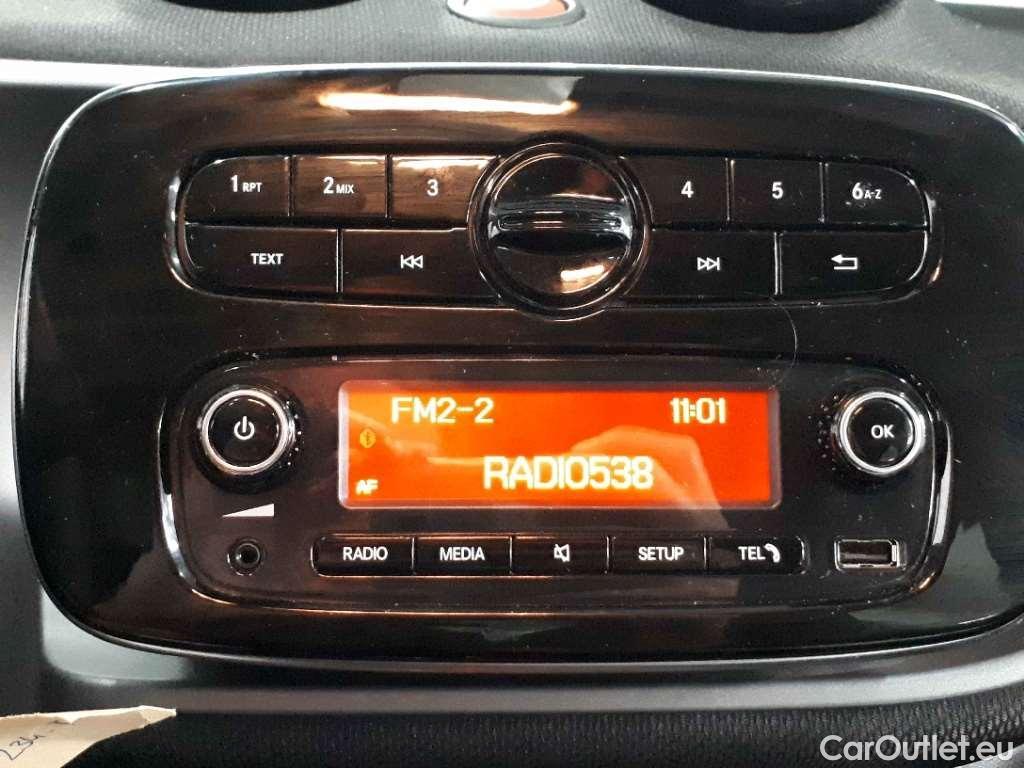 1 RPT 2 MIX 3 4 5 6 A-Z
TEXT
FM2-2 11:01
OK
RADIO538
AF
RADIO MEDIA SETUP TEL
CarOutlet.eu